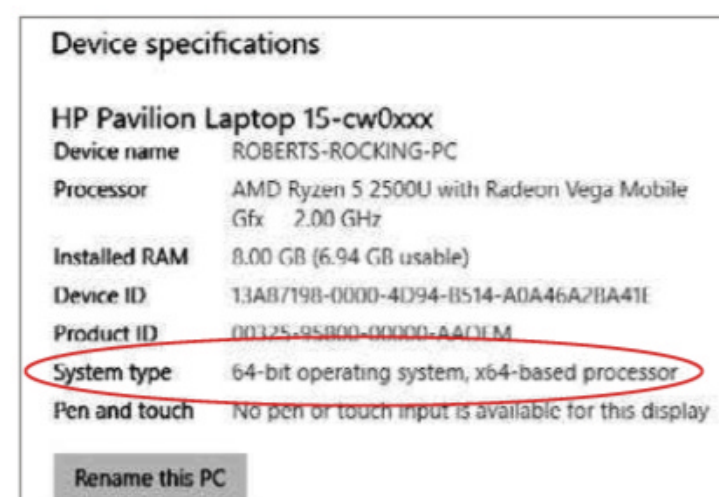 Device specifications
HP Pavilion Laptop 15-cw0xxx
Device name ROBERTS-ROCKING-PC
Processor AMD Ryzen 5 2500U with Radeon Vega Mobile
Gfx 2.00 GHz
Installed RAM 8.00 GB (6.94 GB usable)
Device ID 13A87198-0000-4D94-B514-A0A46A2BA41E
Product ID 00325-95800-00000-AAOEM
System type 64-bit operating system, x64-based processor
Pen and touch No pen or touch input is available for this display
Rename this PC